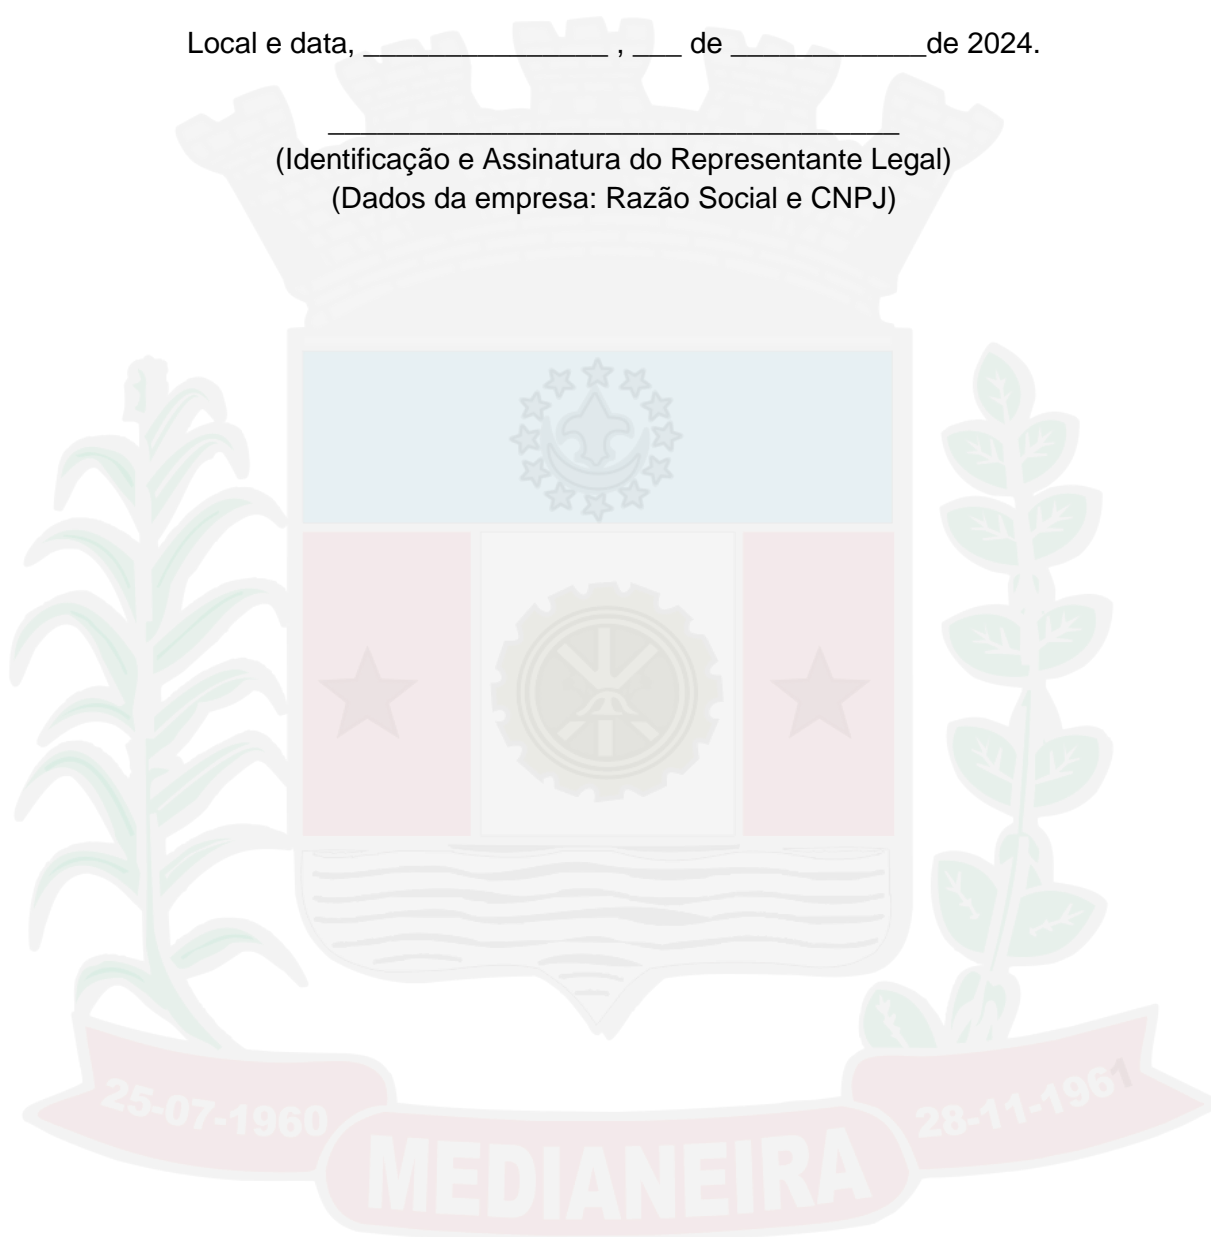 Local e data, _______________ , ___ de ____________de 2024.
___________________________________
(Identificação e Assinatura do Representante Legal)
(Dados da empresa: Razão Social e CNPJ)
25-07-1960
28-11-1961
MEDIANEIRA